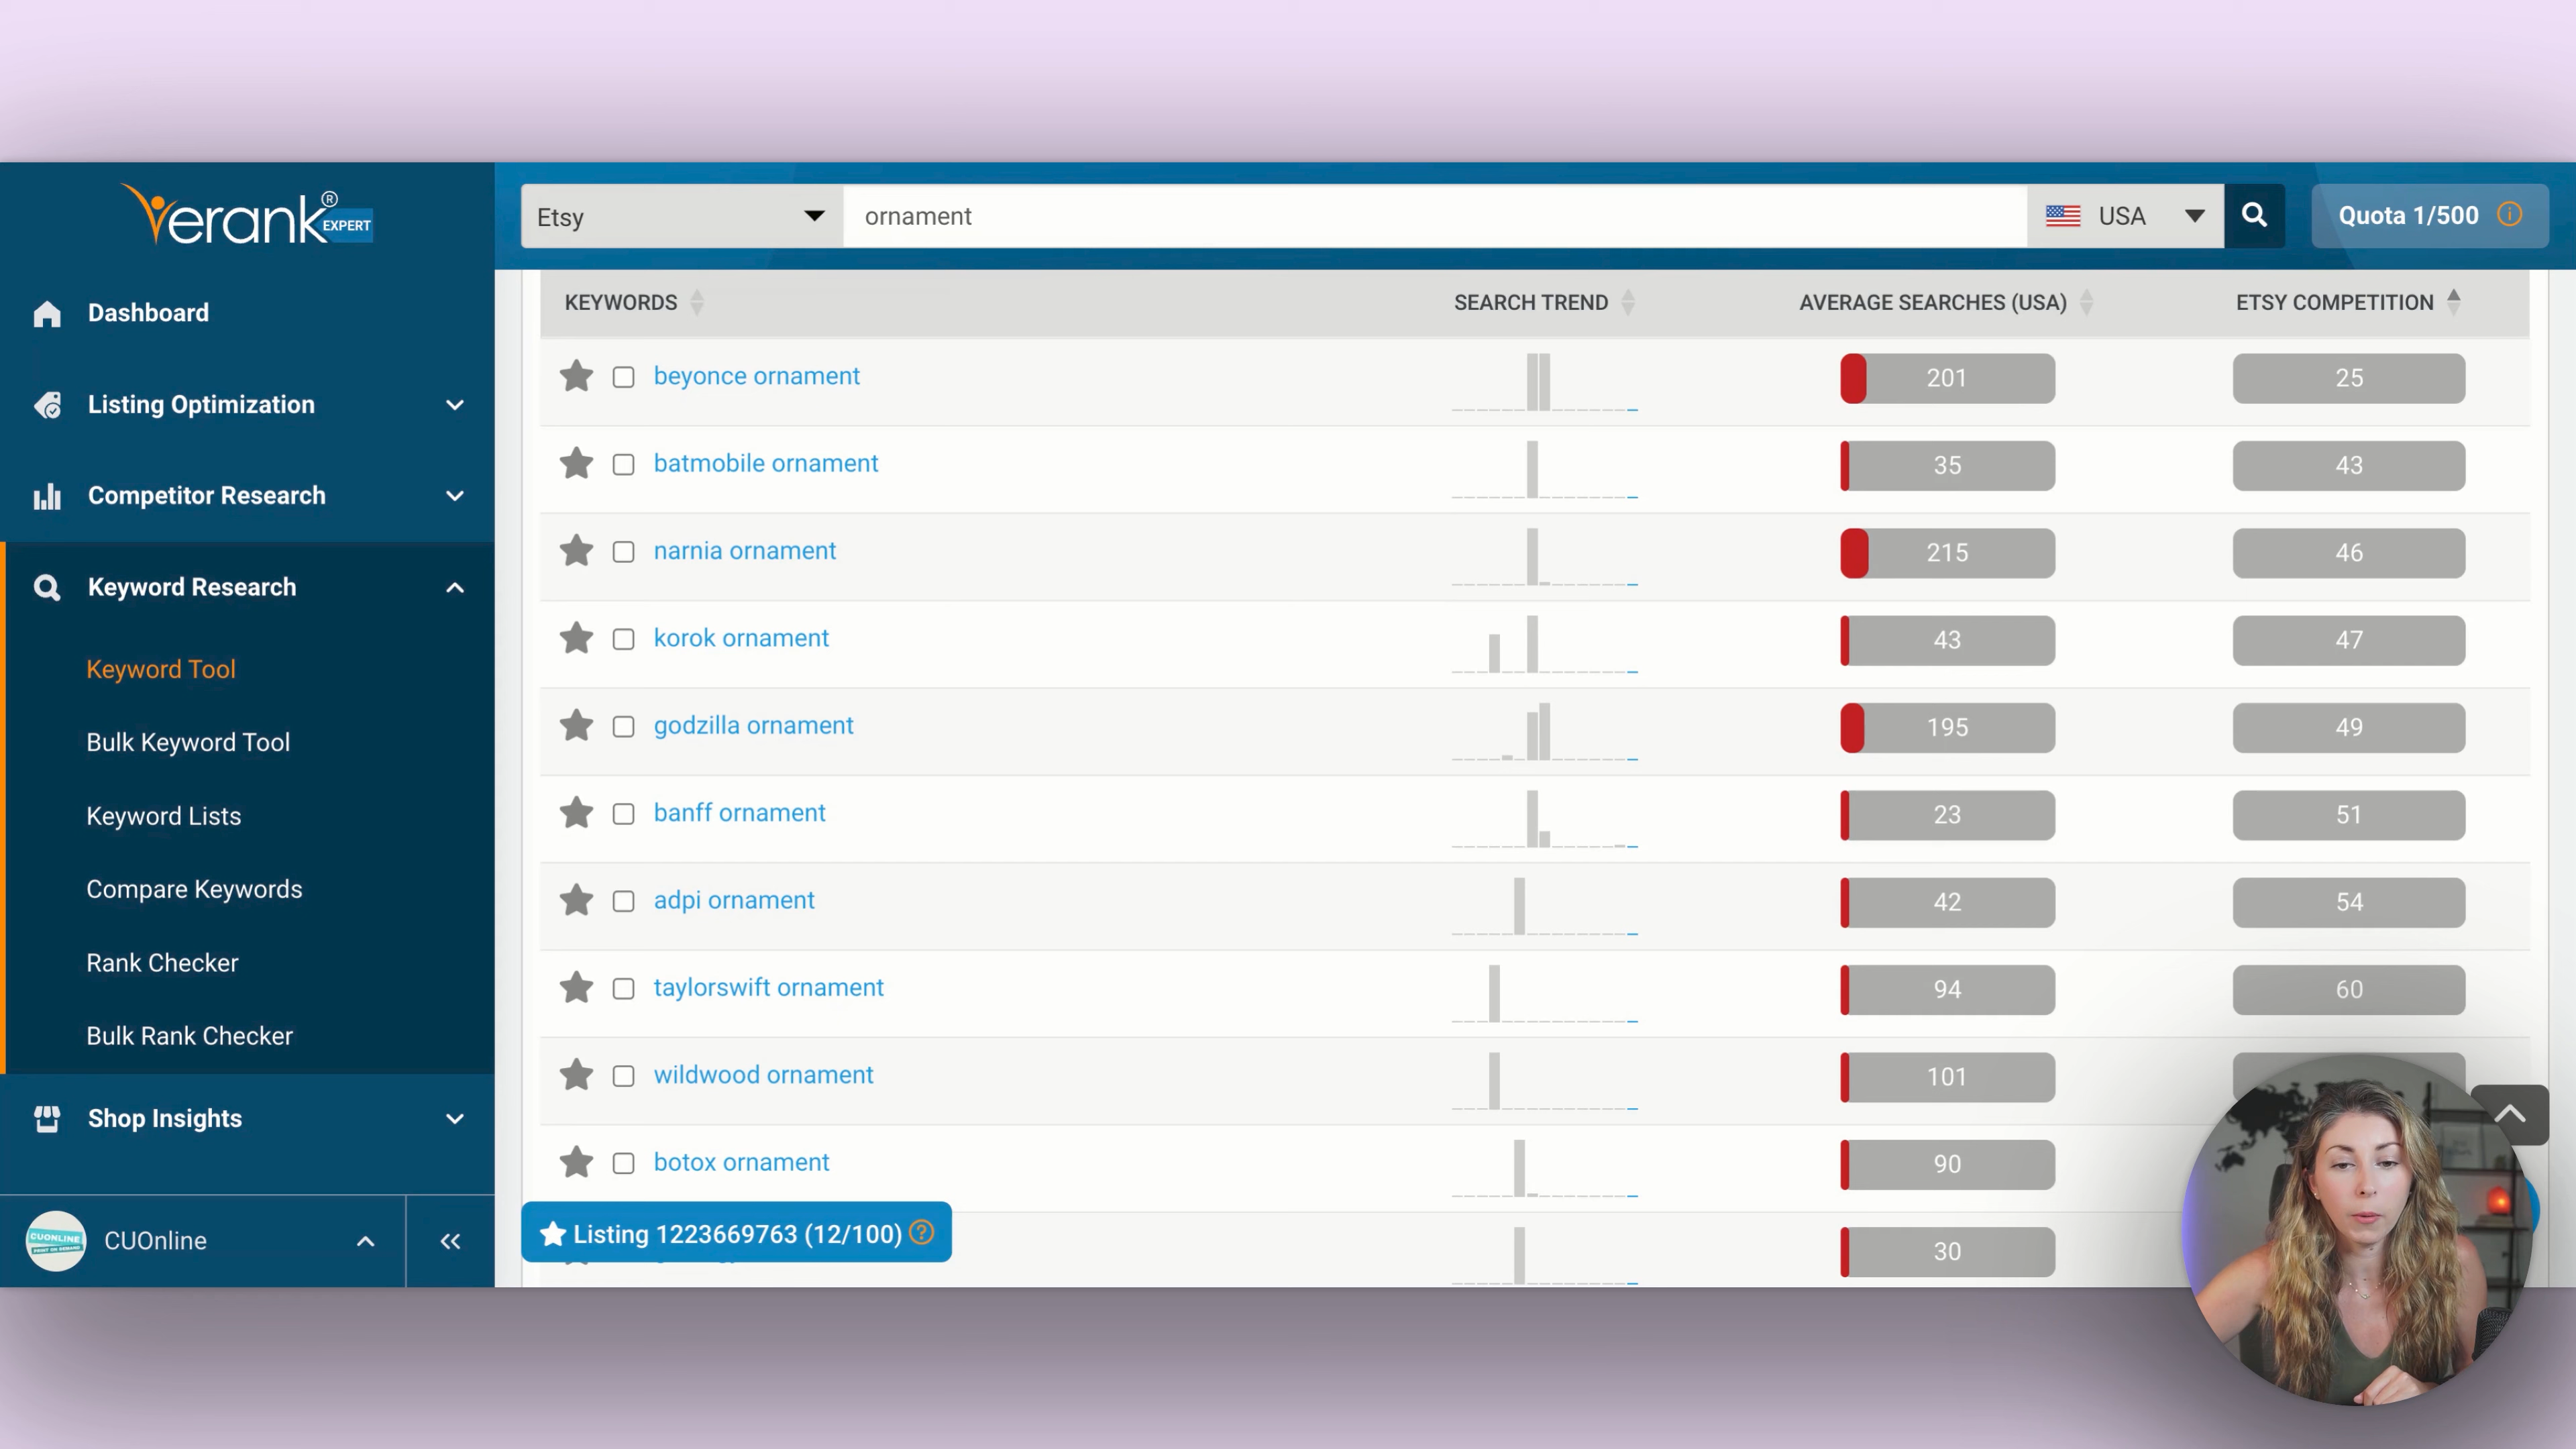 erank®
EXPERT
Etsy
ornament
USA
Quota 1/500
Dashboard
Listing Optimization
Competitor Research
Keyword Research
Keyword Tool
Bulk Keyword Tool
Keyword Lists
Compare Keywords
Rank Checker
Bulk Rank Checker
Shop Insights
CUONLINE
CUOnline
KEYWORDS SEARCH TREND AVERAGE SEARCHES (USA) ETSY COMPETITION
beyonce ornament 201 25
batmobile ornament 35 43
narnia ornament 215 46
korok ornament 43 47
godzilla ornament 195 49
banff ornament 23 51
adpi ornament 42 54
taylorswift ornament 94 60
wildwood ornament 101
botox ornament 90
30
Listing 1223669763 (12/100)